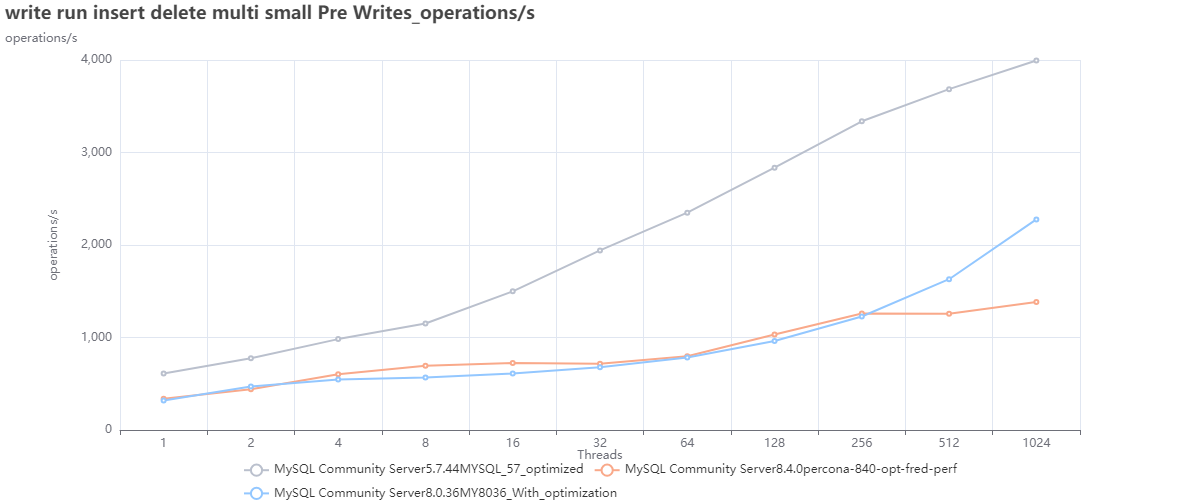 write run insert delete multi small Pre Writes_operations/s
operations/s
4,000
3,000
2,000
1,000
0
operations/s
1 2 4 8 16 32 64 128 256 512 1024
Threads
MySQL Community Server5.7.44MYSQL_57_optimized MySQL Community Server8.4.0percona-840-opt-fred-perf
MySQL Community Server8.0.36MY8036_With_optimization